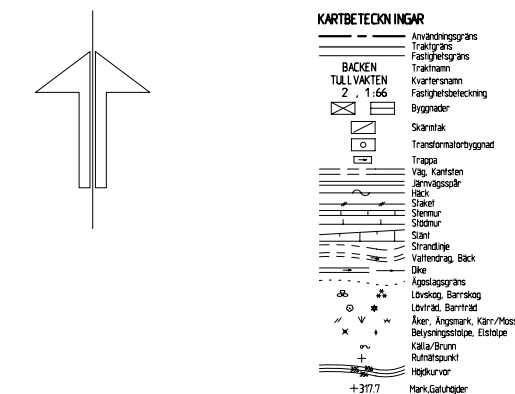 KARTBETECKNINGAR
Användningsgräns
Traktgräns
Fastighetsgräns
BACKEN Traktnamn
TULLVAKTEN Kvartersnamn
2 , 1:66 Fastighetsbeteckning
Byggnader
Skärmtak
Transformatorbyggnad
Trappa
Väg, Kantsten
Järnvägsspår
Häck
Staket
Stenmur
Stödmur
Slänt
Strandlinje
Vattendrag, Bäck
Dike
Ägoslagsgräns
Lövskog, Barrskog
Lövträd, Barrträd
Åker, Ängsmark, Kärr/Moss
Belysningsstolpe, Elstolpe
Källa/Brunn
Rutnätspunkt
Höjdkurvor
+317.7 Mark,Gatuhöjder